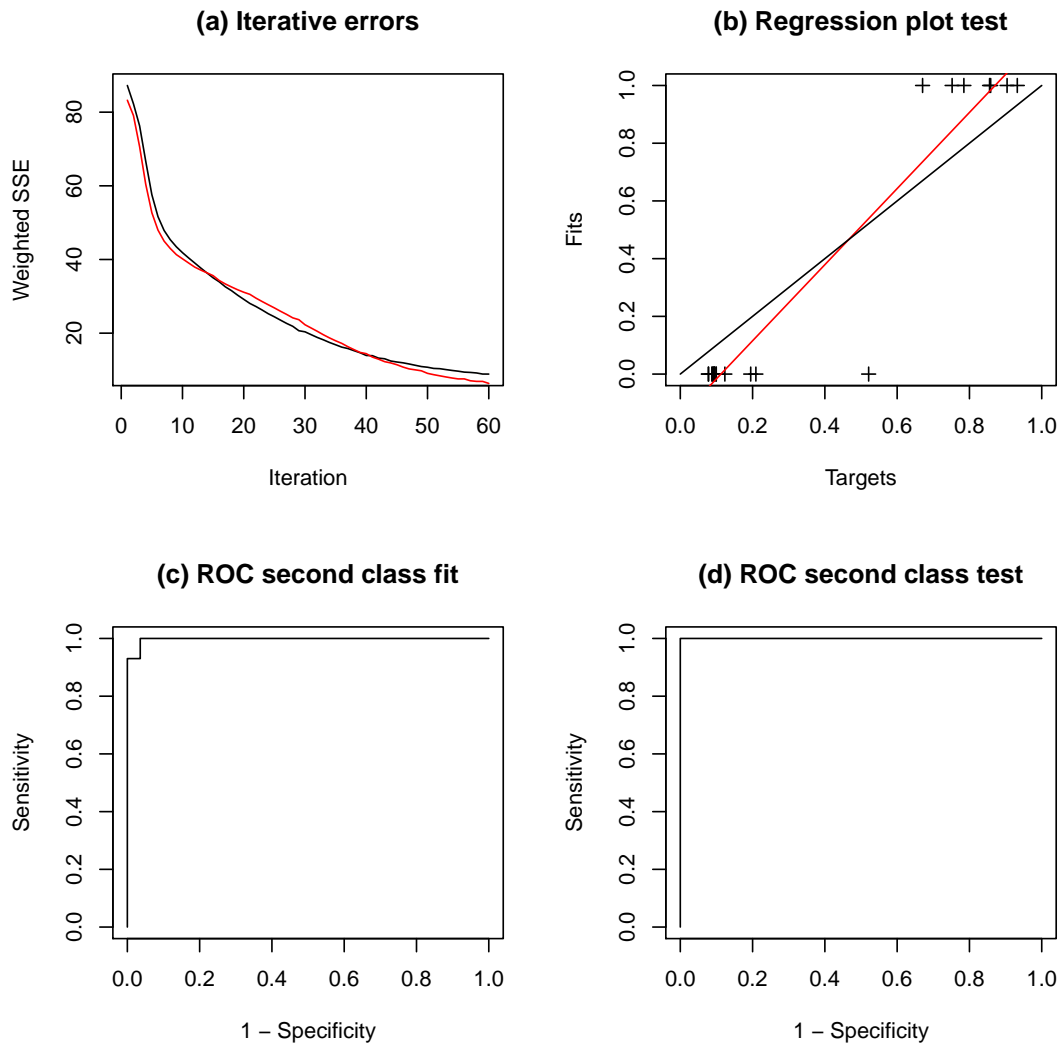 (a) Iterative errors
Weighted SSE
80
60
40
20
0 10 20 30 40 50 60
Iteration
(b) Regression plot test
Fits
1.0
0.8
0.6
0.4
0.2
0.0
0.0 0.2 0.4 0.6 0.8 1.0
Targets
(c) ROC second class fit
Sensitivity
1.0
0.8
0.6
0.4
0.2
0.0
0.0 0.2 0.4 0.6 0.8 1.0
1 − Specificity
(d) ROC second class test
Sensitivity
1.0
0.8
0.6
0.4
0.2
0.0
0.0 0.2 0.4 0.6 0.8 1.0
1 − Specificity